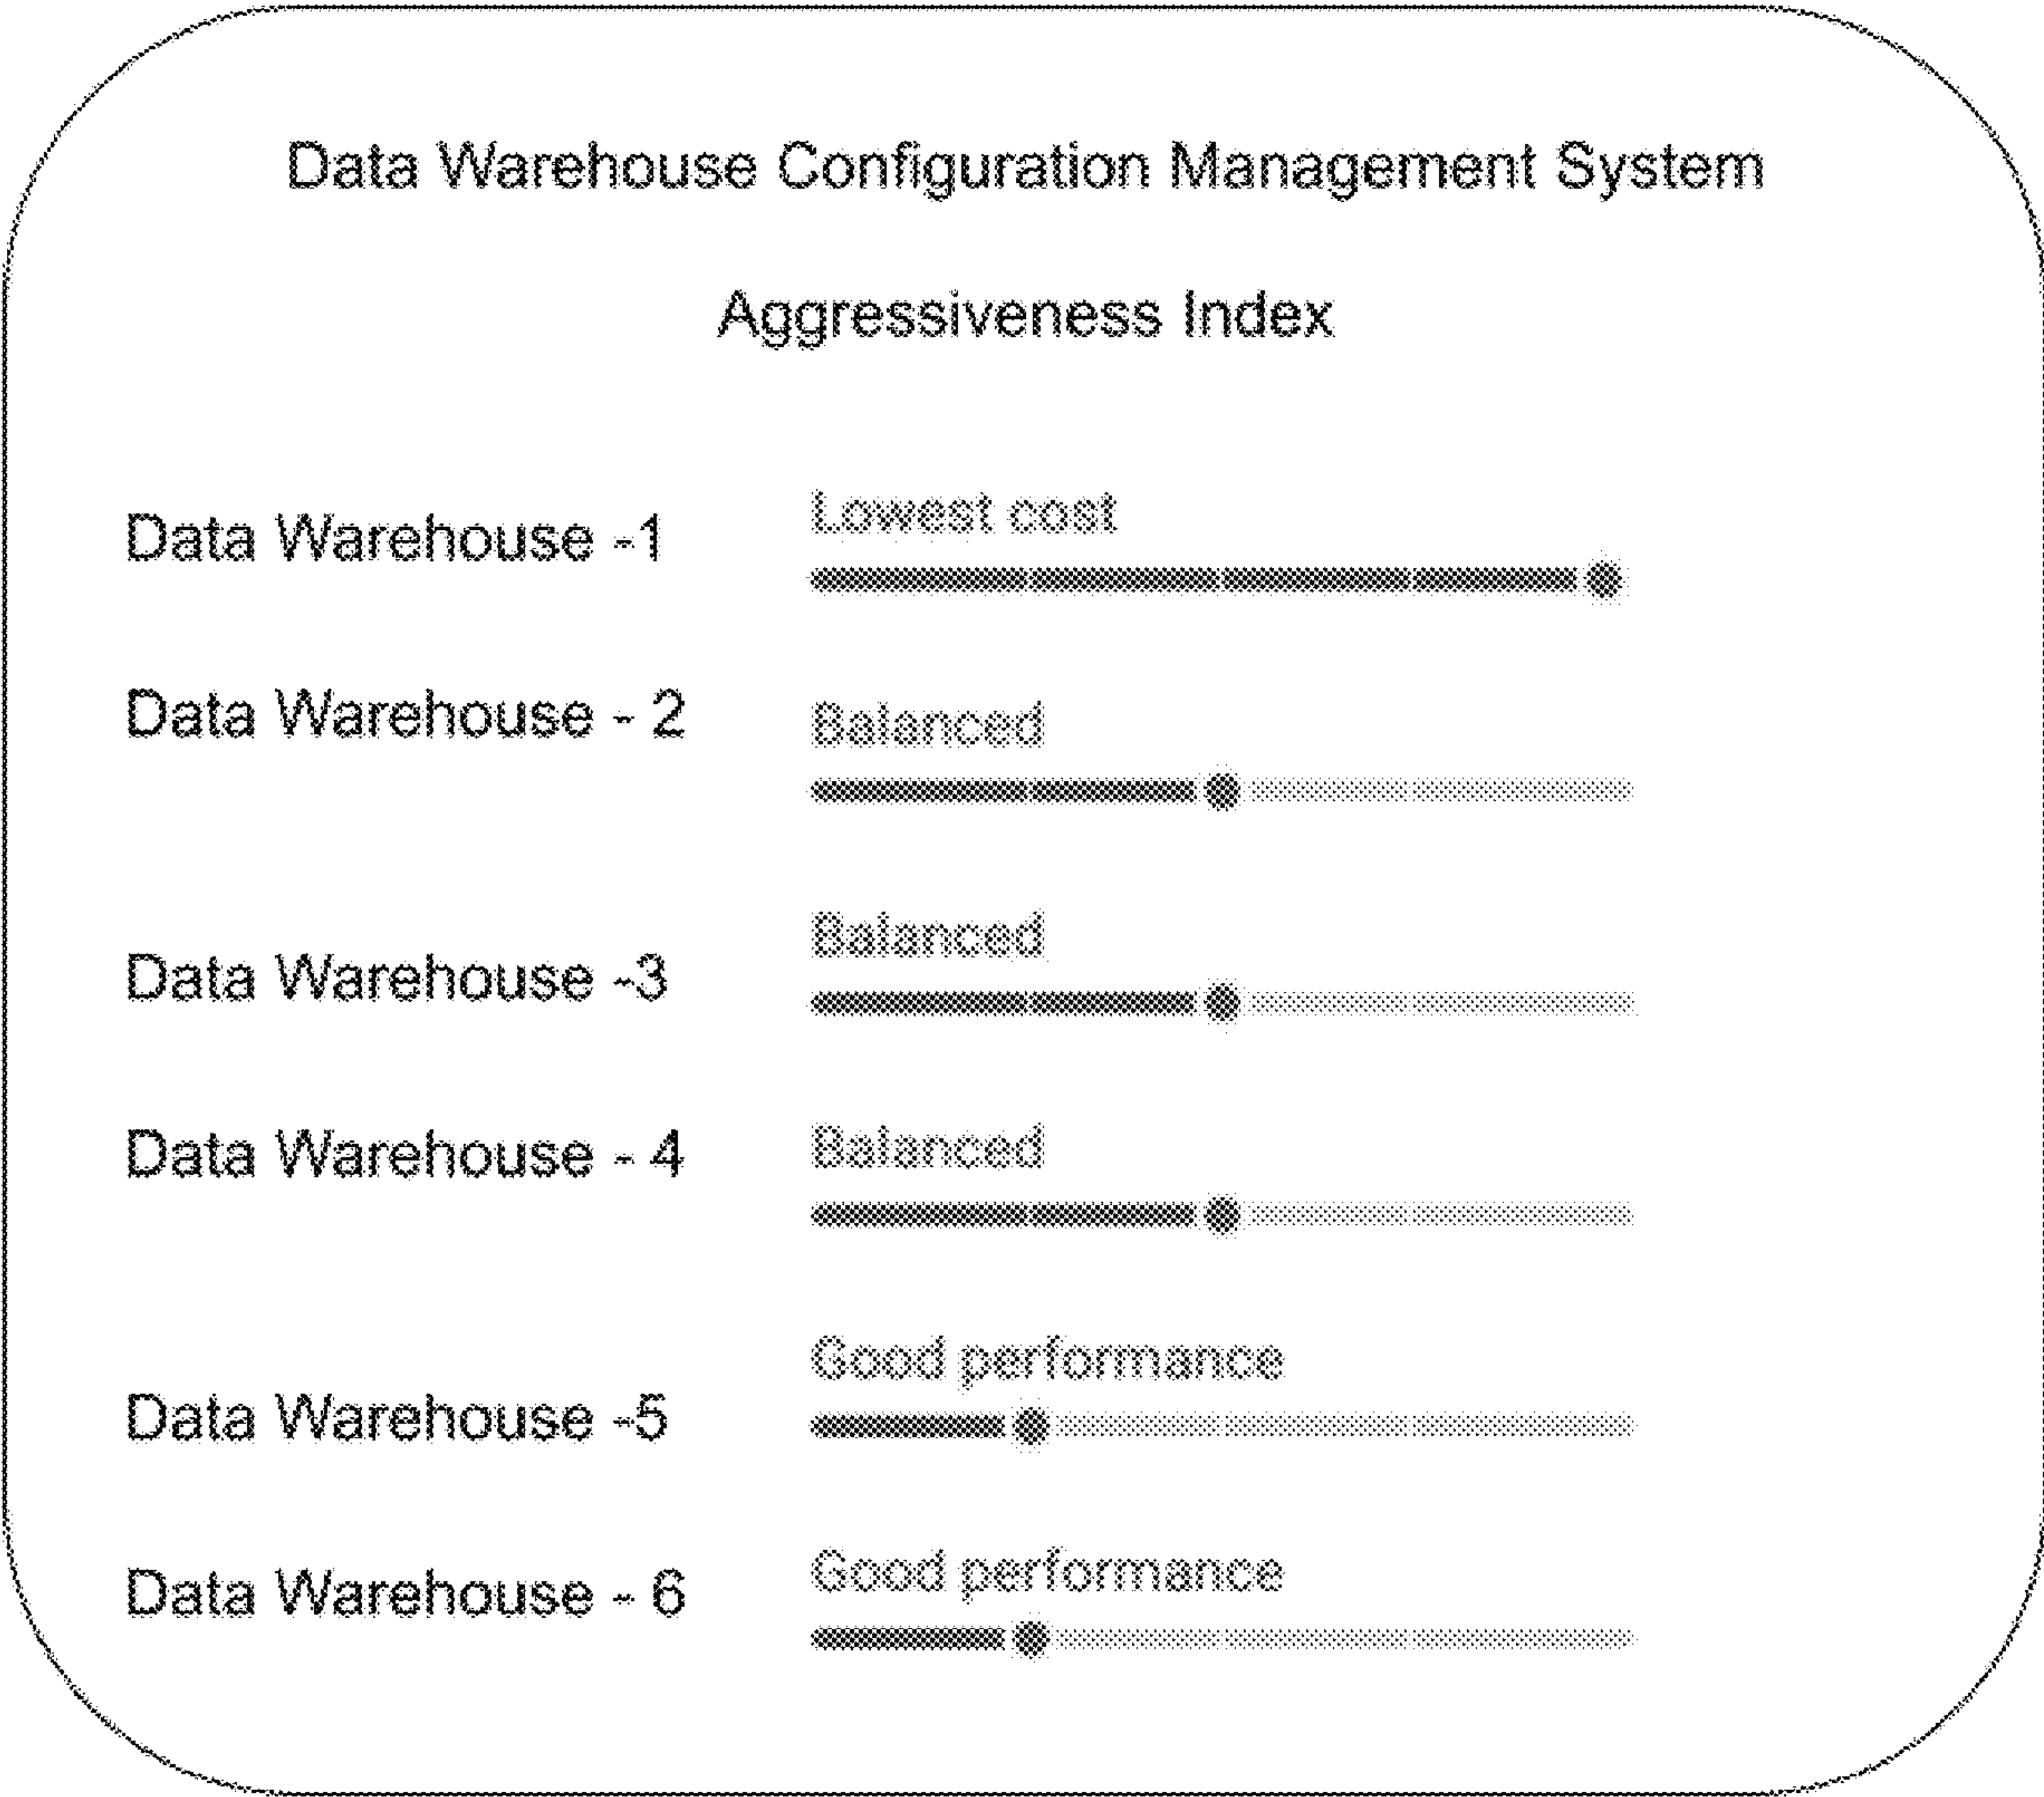 Data Warehouse Configuration Management System
Aggressiveness Index
Data Warehouse -1
Lowest cost
Data Warehouse - 2
Balanced
Data Warehouse -3
Balanced
Data Warehouse - 4
Balanced
Data Warehouse -5
Good performance
Data Warehouse - 6
Good performance